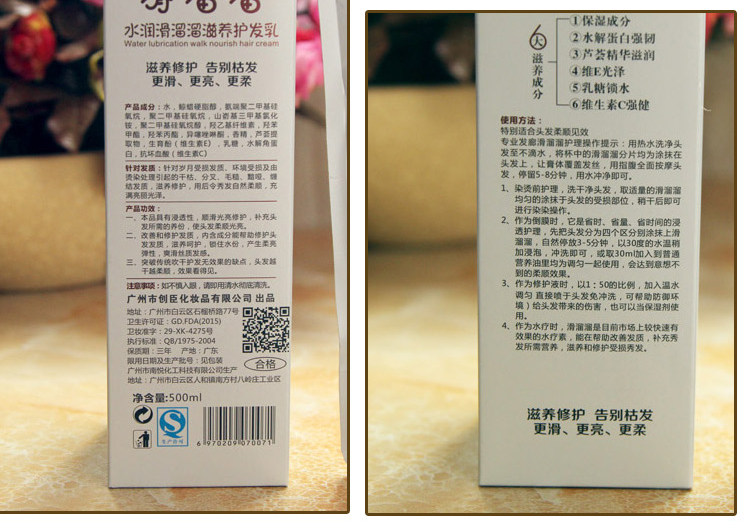 水润滑溜溜滋养护发乳
Water lubrication walk nourish hair cream
滋养修护 告别枯发
更滑、更亮、更柔
产品成分：水，鲸蜡硬脂醇，氨端聚二甲基硅
氧烷，聚二甲基硅氧烷，山嵛基三甲基氯化
铵，聚二甲基硅氧烷醇，羟乙基纤维素，羟苯
甲酯，羟苯丙酯，异噻唑啉酮，香精，芦荟提
取物，生育酚（维生素E），乳糖，水解角蛋
白，抗坏血酸（维生素C）
针对发质：针对岁月受损发质、环境受损及由
烫染处理引起的干枯、分叉、毛糙、黯哑、缠
结发质，滋养修护，用后令秀发自然柔顺，充
满亮丽光泽。
产品功效：
一、本品具有浸透性，顺滑光亮修护，补充头
发所需的养份，使头发柔顺光亮。
二、改善和修护发质，内含成分能帮助修护头
发发质，滋养呵护，锁住水份，产生柔亮
弹性，爽滑丝质发感。
三、突破传统吹干护发无效果的缺点，头发越
干越柔顺，效果看得见。
注意事项：如不慎入眼，请即用清水彻底清洗。
广州市创臣化妆品有限公司 出品
地址：广州市白云区石榴桥路77号
卫生许可证：GD.FDA(2015)
卫妆准字：29-XK-4275号
执行标准：QB/1975-2004
保质期：三年 产地：广东
限用日期及生产批号：见包装
广州市南悦化工科技有限公司生产
地址：广州市白云区人和镇南方村八岭庄工业区
合格
净含量：500ml
生产许可
6 970209 070071
6大滋养成分
①保湿成分
②水解蛋白强韧
③芦荟精华滋润
④维E光泽
⑤乳糖锁水
⑥维生素C强健
使用方法：
特别适合头发柔顺见效
专业发廊滑溜溜护理操作提示：用热水洗净头
发至不滴水，将杯中的滑溜溜分片均为涂抹在
头发上，让膏体覆盖发丝，用指腹全面按摩头
发，停留5-8分钟，用水冲净即可。
1、染烫前护理，洗干净头发，取适量的滑溜溜
均匀的涂抹于头发的受损部位，稍干后即可
进行染烫操作。
2、作为倒膜时，它是省时、省量、省时间的浸
透护理，先把头发分为四个区分别涂抹上滑
溜溜，自然停放3-5分钟，以30度的水温稍
加浸泡，冲洗即可，或取30ml加入到普通
营养油里均为调匀一起使用，会达到意想不
到的柔顺效果。
3、作为修护液时，以1：50的比例，加入温水
调匀 直接喷于头发免冲洗，可帮助防御环
境）给头发带来的伤害，也可以当保湿剂使
用。
4、作为水疗时，滑溜溜是目前市场上较快速有
效果的水疗素，能在帮助改善发质，补充秀
发所需营养，滋养和修护受损秀发。
滋养修护 告别枯发
更滑、更亮、更柔